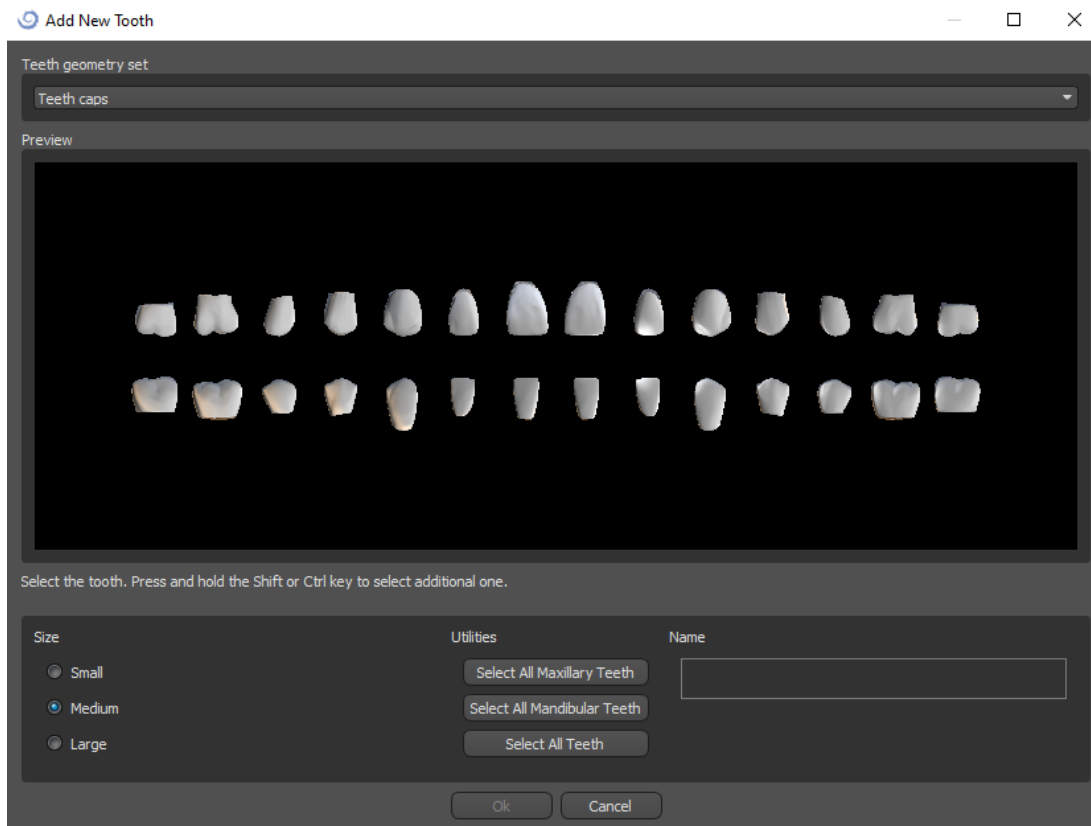 Add New Tooth
Teeth geometry set
Teeth caps
Preview
Select the tooth. Press and hold the Shift or Ctrl key to select additional one.
Size
Utilities
Name
Small
Select All Maxillary Teeth
Medium
Select All Mandibular Teeth
Large
Select All Teeth
Ok
Cancel